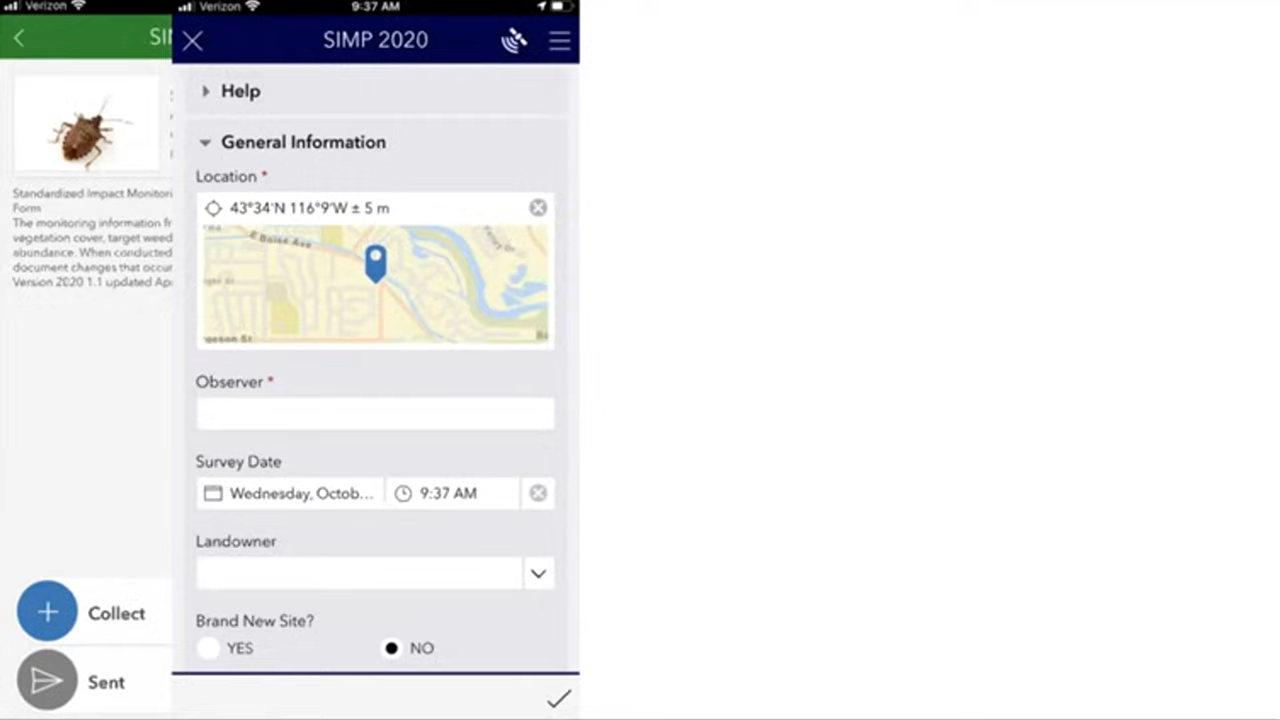 Verizon
SI
Standardized Impact Monitori
Form
The monitoring information fr
vegetation cover, target weed
abundance. When conducted
document changes that occur
Version 2020 1.1 updated Ap
Collect
Sent
Verizon 9:37 AM
SIMP 2020
Help
General Information
Location *
43°34'N 116°9'W ± 5 m
E Boise Ave
Observer *
Survey Date
Wednesday, Octob... 9:37 AM
Landowner
Brand New Site?
YES NO